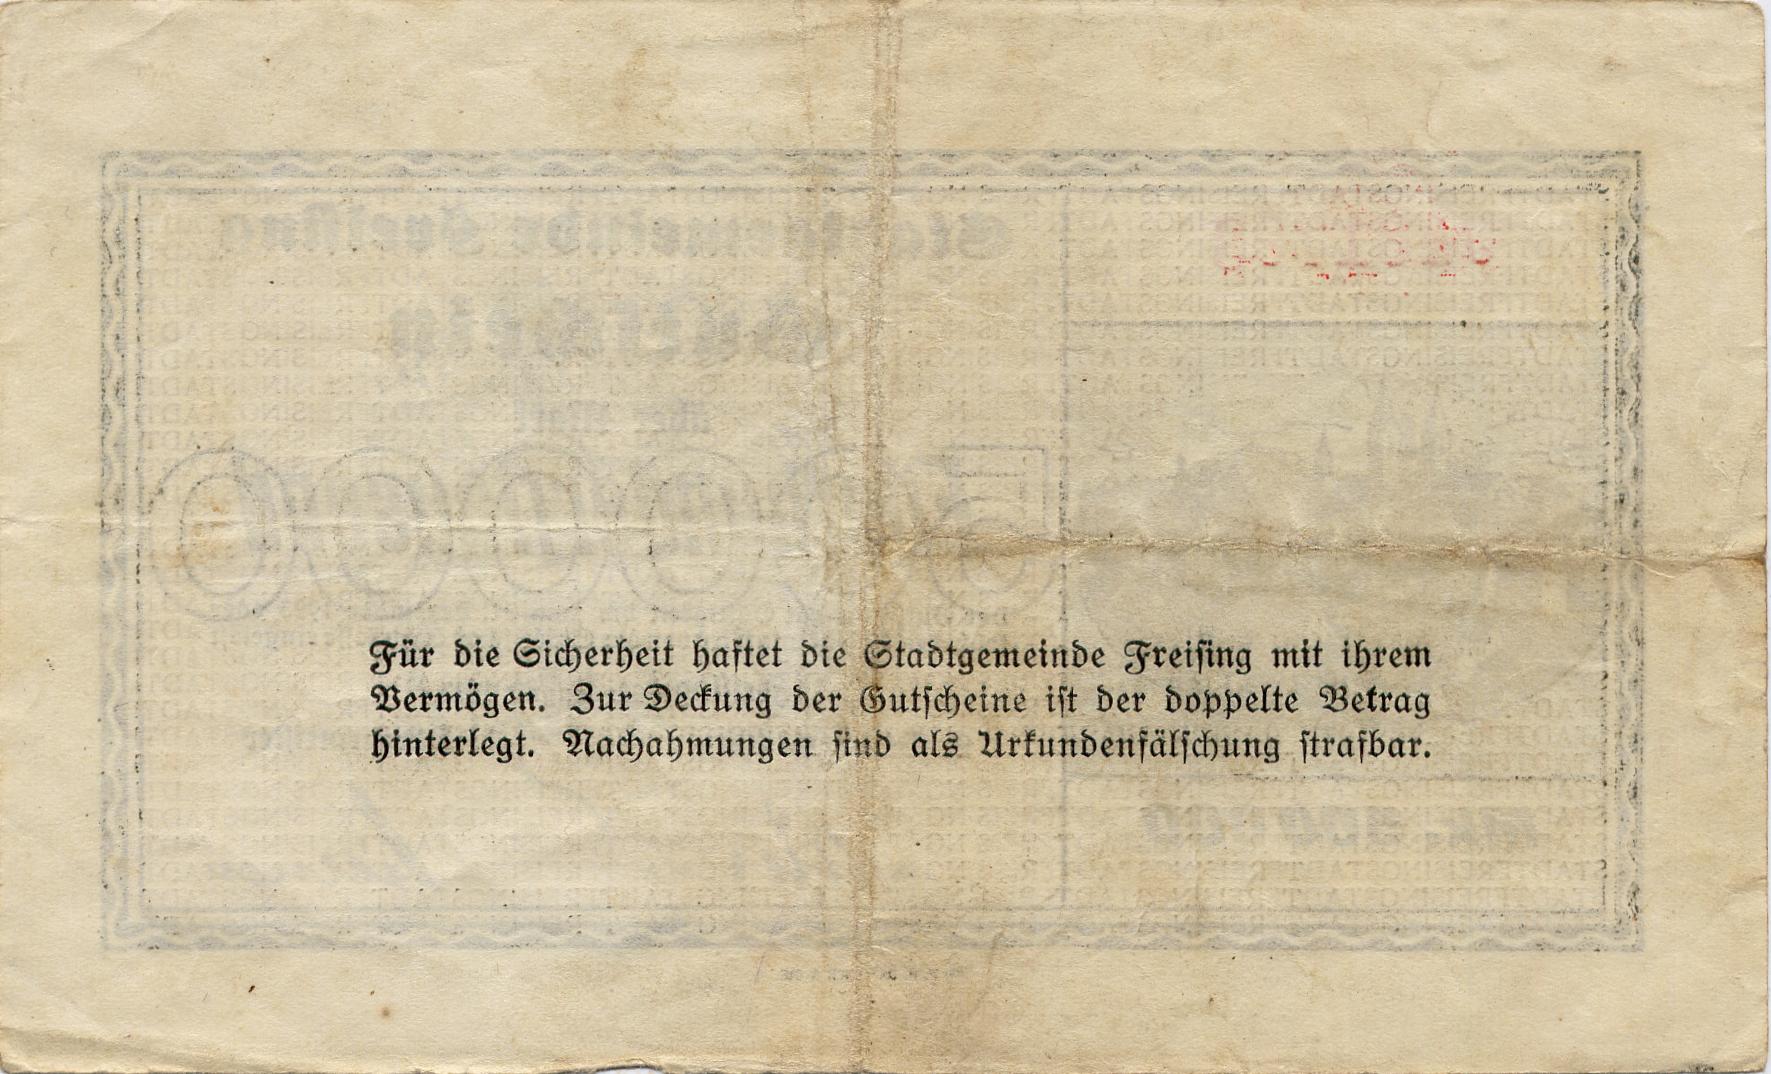 Für die Sicherheit haftet die Stadtgemeinde Freiſing mit ihrem
Vermögen. Zur Deckung der Gutſcheine iſt der doppelte Betrag
hinterlegt. Nachahmungen ſind als Urkundenfälſchung ſtrafbar.